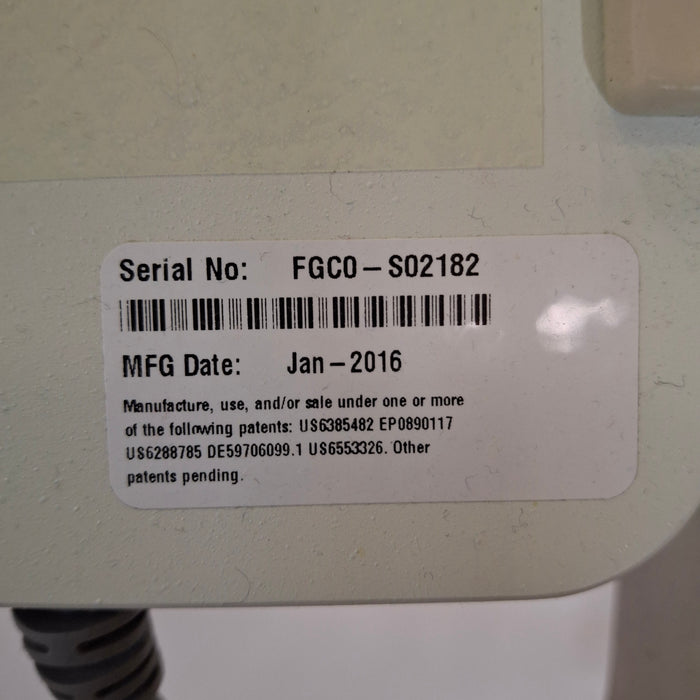 Serial No: FGC0-S02182
MFG Date: Jan-2016
Manufacture, use, and/or sale under one or more
of the following patents: US6385482 EP0890117
US6288785 DE59706099.1 US6553326. Other
patents pending.